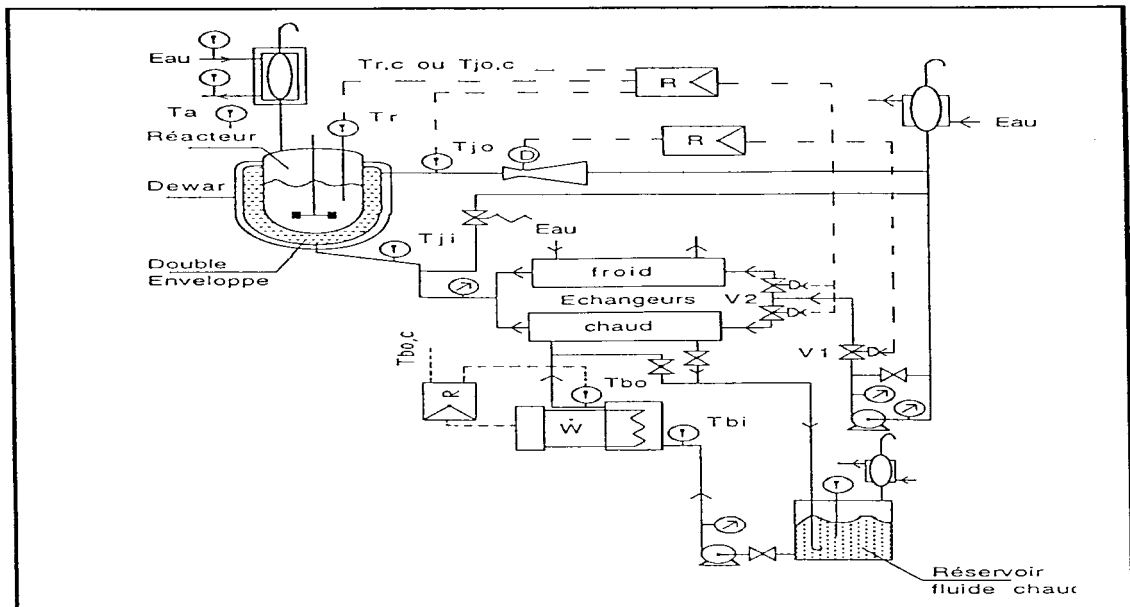 Eau
Tr,c ou Tjo,c
R
Ta
Tr
Réacteur
Tjo
D
R
Eau
Dewar
Tji
Eau
Double
Enveloppe
froid
Echangeurs
V2
chaud
V1
Tbo,c
R
Tbo
Ẇ
Tbi
Réservoir
fluide chauc